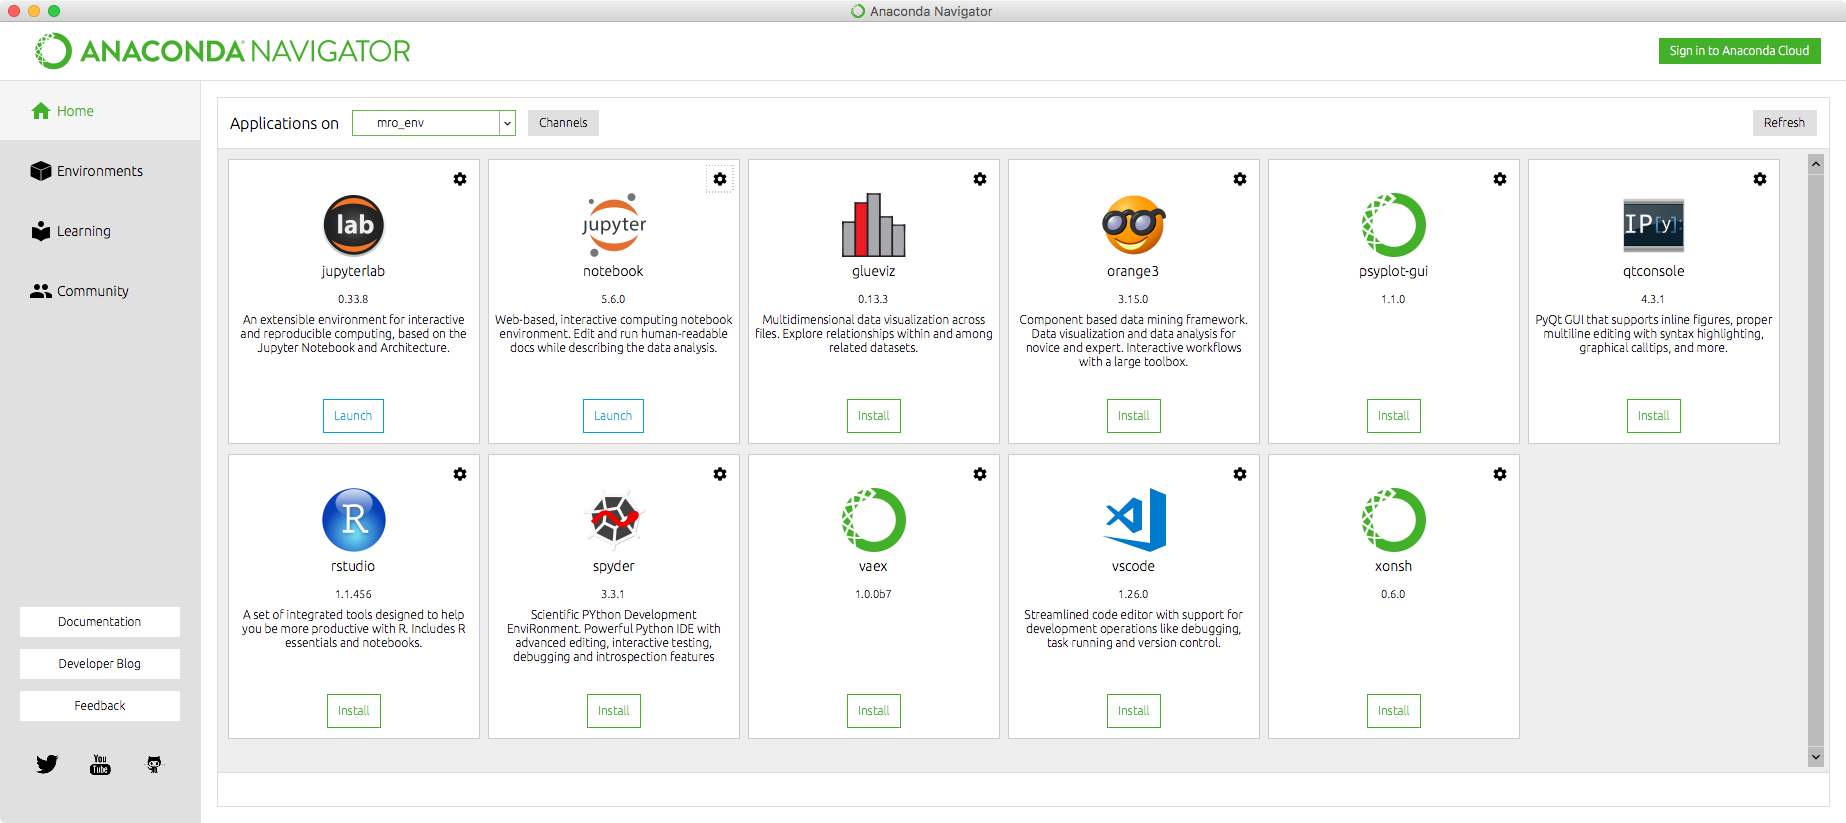 Anaconda Navigator
ANACONDA NAVIGATOR
Sign in to Anaconda Cloud
Home
Environments
Learning
Community
Documentation
Developer Blog
Feedback
You
Tube
Applications on
mro_env
Channels
Refresh
lab
jupyterlab
0.33.8
An extensible environment for interactive
and reproducible computing, based on the
Jupyter Notebook and Architecture.
Launch
jupyter
notebook
5.6.0
Web-based, interactive computing notebook
environment. Edit and run human-readable
docs while describing the data analysis.
Launch
glueviz
0.13.3
Multidimensional data visualization across
files. Explore relationships within and among
related datasets.
Install
orange3
3.15.0
Component based data mining framework.
Data visualization and data analysis for
novice and expert. Interactive workflows
with a large toolbox.
Install
psyplot-gui
1.1.0
Install
IP[y]:
qtconsole
4.3.1
PyQt GUI that supports inline figures, proper
multiline editing with syntax highlighting,
graphical calltips, and more.
Install
R
rstudio
1.1.456
A set of integrated tools designed to help
you be more productive with R. Includes R
essentials and notebooks.
Install
spyder
3.3.1
Scientific PYthon Development
EnviRonment. Powerful Python IDE with
advanced editing, interactive testing,
debugging and introspection features
Install
vaex
1.0.0b7
Install
vscode
1.26.0
Streamlined code editor with support for
development operations like debugging,
task running and version control.
Install
xonsh
0.6.0
Install